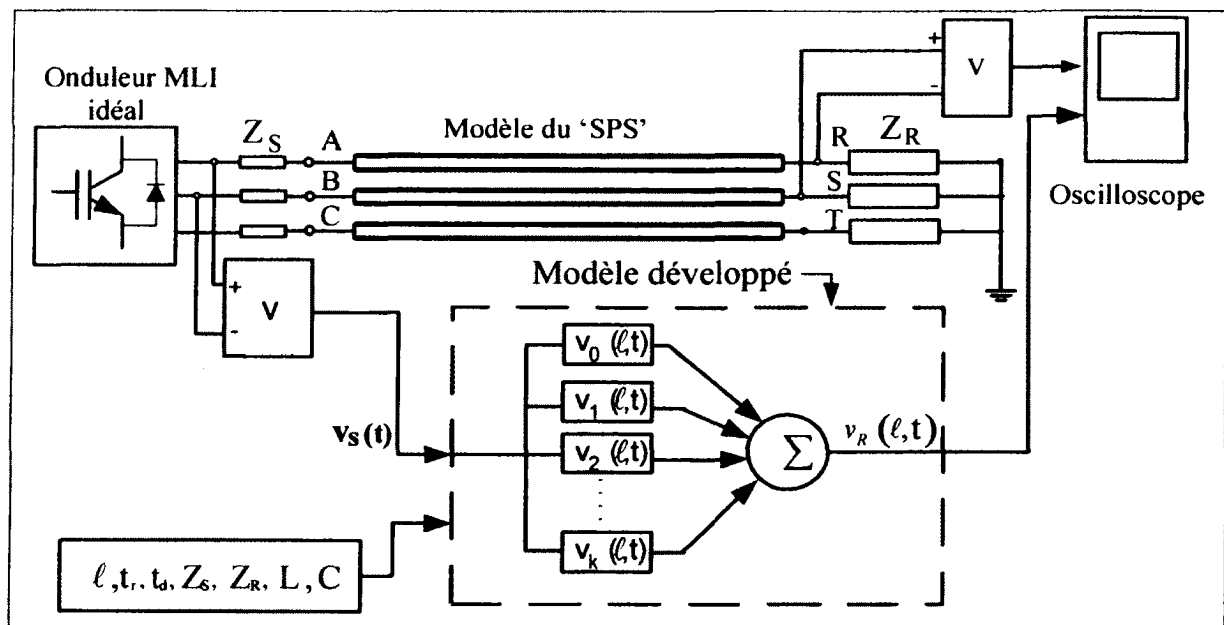 Onduleur MLI
idéal
Z_S
A
B
C
Modèle du 'SPS'
R
S
T
Z_R
+
-
V
Oscilloscope
+
-
V
Modèle développé
v_0 (ℓ,t)
v_1 (ℓ,t)
v_2 (ℓ,t)
v_k (ℓ,t)
Σ
v_R (ℓ,t)
v_S(t)
ℓ, t_r, t_d, Z_S, Z_R, L, C